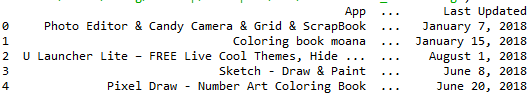 App ... Last Updated
0 Photo Editor & Candy Camera & Grid & ScrapBook ... January 7, 2018
1 Coloring book moana ... January 15, 2018
2 U Launcher Lite – FREE Live Cool Themes, Hide ... ... August 1, 2018
3 Sketch - Draw & Paint ... June 8, 2018
4 Pixel Draw - Number Art Coloring Book ... June 20, 2018